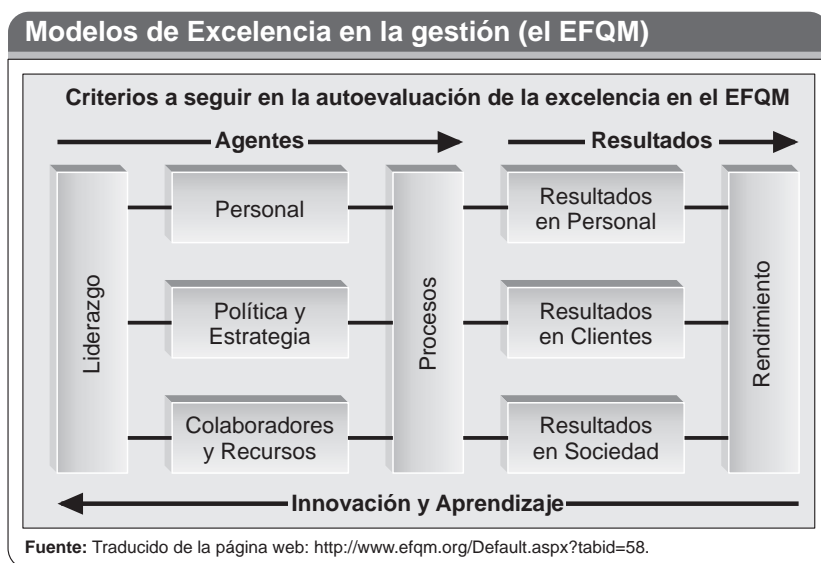 Modelos de Excelencia en la gestión (el EFQM)
Criterios a seguir en la autoevaluación de la excelencia en el EFQM
Agentes
Resultados
Liderazgo
Personal
Política y
Estrategia
Colaboradores
y Recursos
Procesos
Resultados
en Personal
Resultados
en Clientes
Resultados
en Sociedad
Rendimiento
Innovación y Aprendizaje
Fuente: Traducido de la página web: http://www.efqm.org/Default.aspx?tabid=58.